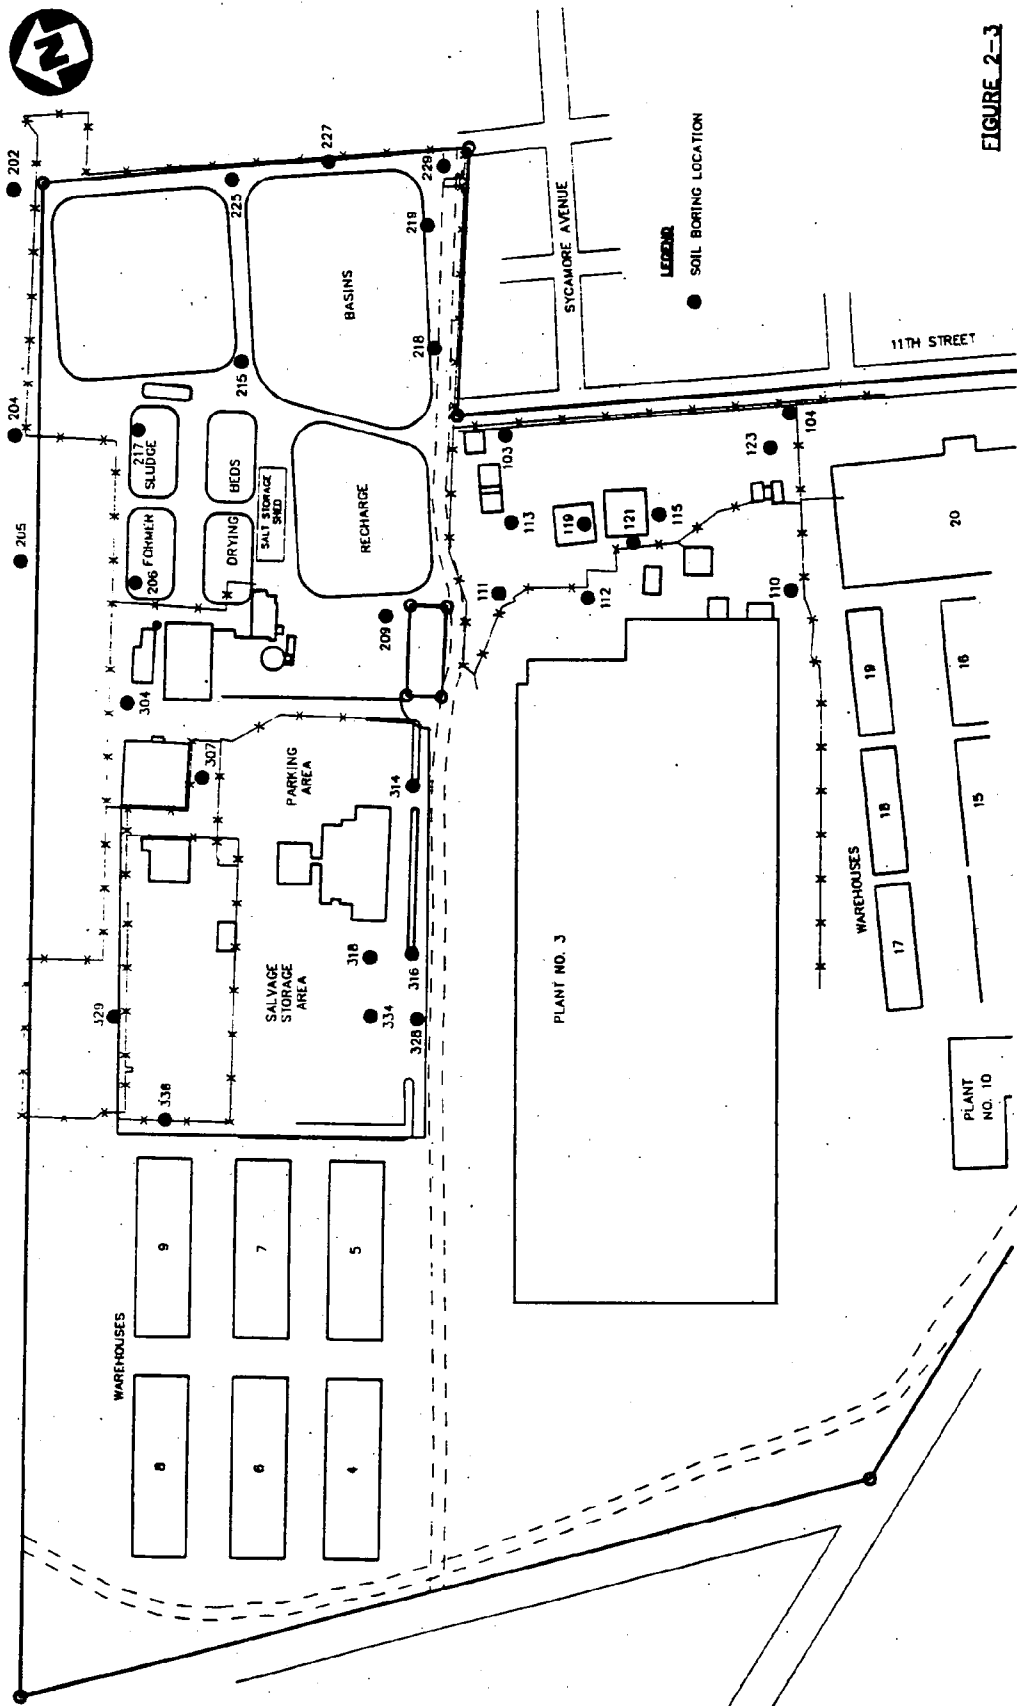 N
FIGURE 2-3
202
227
225
229
219
BASINS
SYCAMORE AVENUE
LEGEND
SOIL BORING LOCATION
218
215
11TH STREET
204
217
SLUDGE
BEDS
SALT STORAGE
SHED
103
104
123
205
FORMER
206
DRYING
RECHARGE
113
119
121
115
20
111
112
110
209
304
19
16
307
PARKING
AREA
314
18
15
WAREHOUSES
17
318
316
PLANT NO. 3
SALVAGE
STORAGE
AREA
329
334
328
338
PLANT
NO. 10
9
7
5
WAREHOUSES
8
6
4